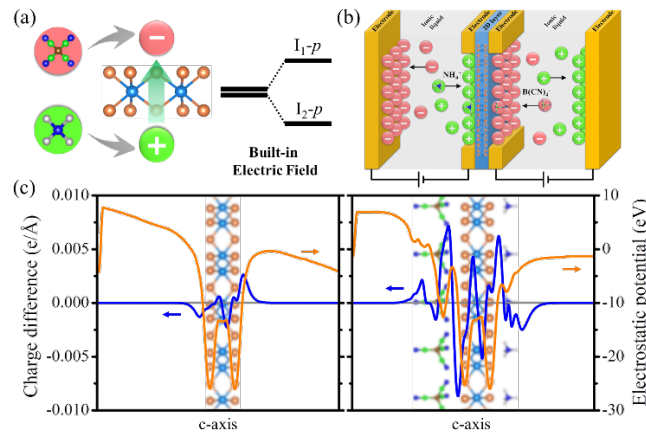 (a)
I₁-p
I₂-p
Built-in
Electric Field
(b)
Electrode
Ionic
liquid
Electrode
2D layer
Electrode
Ionic
liquid
Electrode
NH₄⁺
B(CN)₄⁻
(c)
Charge difference (e/Å)
0.010
0.005
0.000
-0.005
-0.010
c-axis
c-axis
10
0
-10
-20
-30
Electrostatic potential (eV)